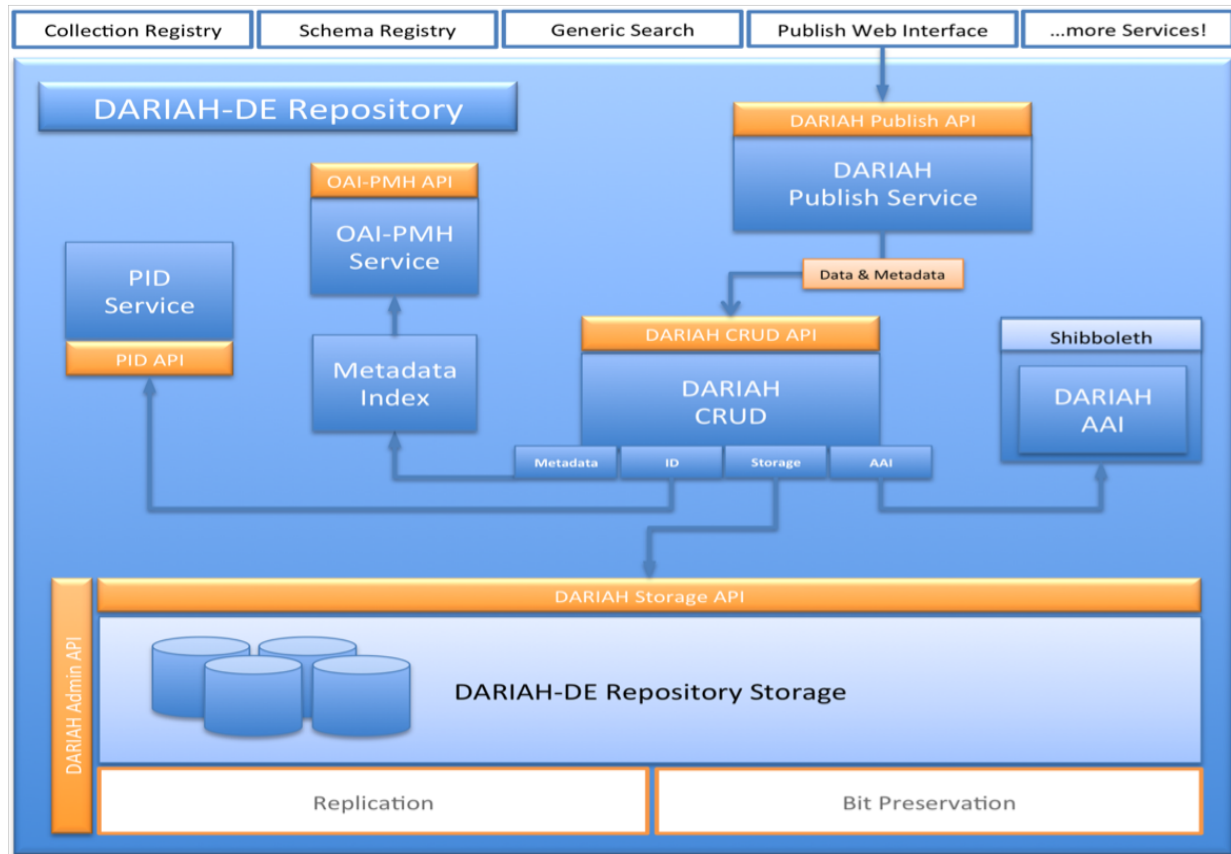 Collection Registry
Schema Registry
Generic Search
Publish Web Interface
...more Services!
DARIAH-DE Repository
DARIAH Publish API
DARIAH
Publish Service
OAI-PMH API
OAI-PMH
Service
PID
Service
PID API
Data & Metadata
DARIAH CRUD API
DARIAH
CRUD
Metadata
Index
Shibboleth
DARIAH
AAI
Metadata
ID
Storage
AAI
DARIAH Storage API
DARIAH Admin API
DARIAH-DE Repository Storage
Replication
Bit Preservation